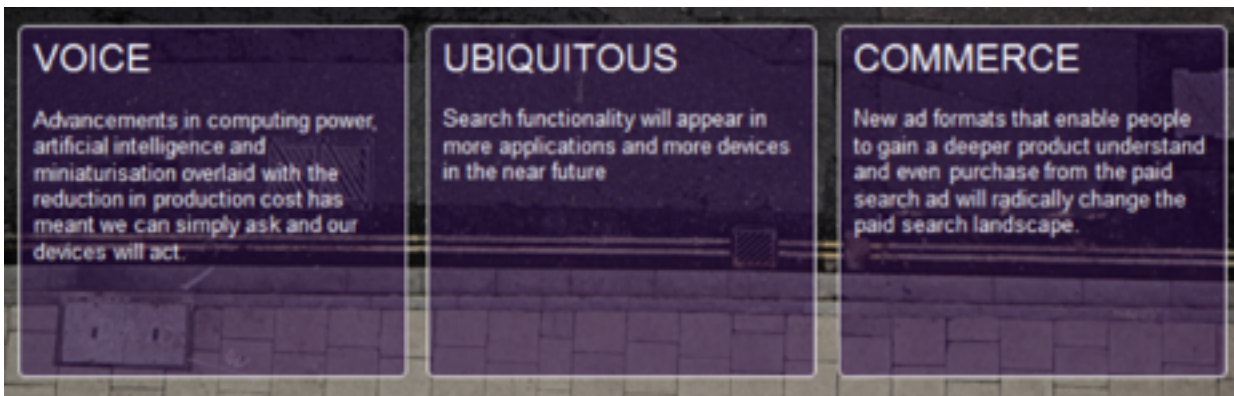 VOICE
Advancements in computing power,
artificial intelligence and
miniaturisation overlaid with the
reduction in production cost has
meant we can simply ask and our
devices will act.
UBIQUITOUS
Search functionality will appear in
more applications and more devices
in the near future
COMMERCE
New ad formats that enable people
to gain a deeper product understand
and even purchase from the paid
search ad will radically change the
paid search landscape.